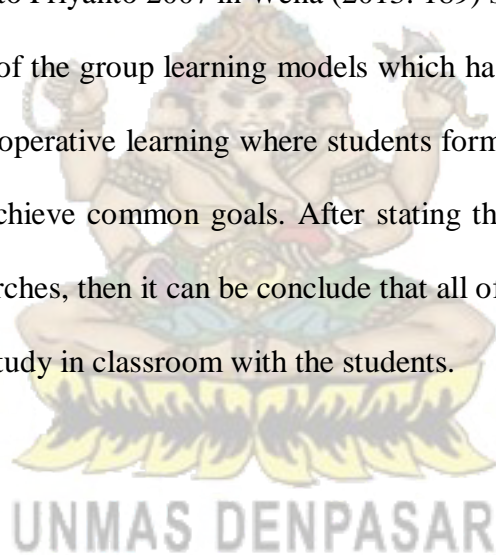 to Priyanto 2007 in Wena (2013: 189) s
of the group learning models which ha
operative learning where students form
chieve common goals. After stating th
rches, then it can be conclude that all of
tudy in classroom with the students.
UNMAS DENPASAR